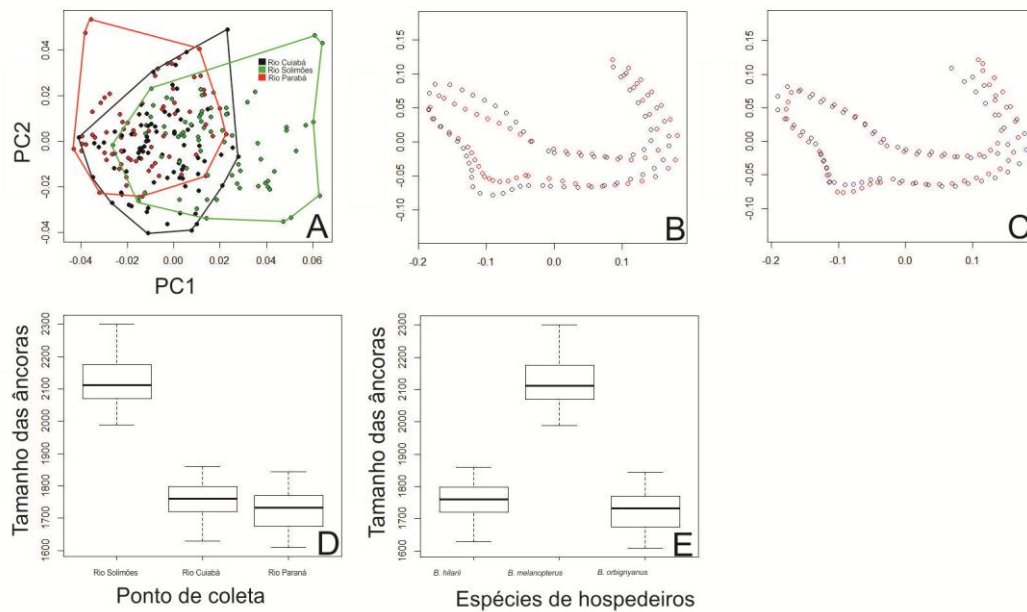 PC2
0.04
0.02
0.00
-0.02
-0.04
-0.04
-0.02
0.00
0.02
0.04
0.06
PC1
Rio Cuiabá
Rio Solimões
Rio Parabá
A
0.15
0.10
0.05
0.00
-0.05
-0.10
-0.2
-0.1
0.0
0.1
B
0.15
0.10
0.05
0.00
-0.05
-0.10
-0.2
-0.1
0.0
0.1
C
Tamanho das âncoras
2300
2200
2100
2000
1900
1800
1700
1600
Rio Solimões
Rio Cuiabá
Rio Paraná
D
Ponto de coleta
Tamanho das âncoras
2300
2200
2100
2000
1900
1800
1700
1600
B. hilarii
B. melanopterus
B. orbignyanus
E
Espécies de hospedeiros